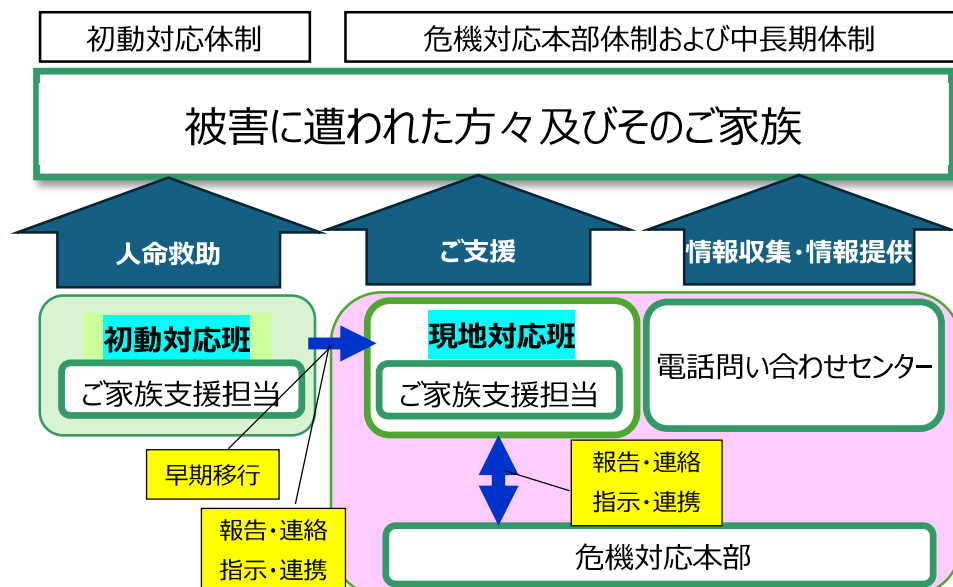 初動対応体制
危機対応本部体制および中長期体制
被害に遭われた方々及びそのご家族
人命救助
ご支援
情報収集・情報提供
初動対応班
ご家族支援担当
現地対応班
ご家族支援担当
電話問い合わせセンター
早期移行
報告・連絡
指示・連携
報告・連絡
指示・連携
危機対応本部